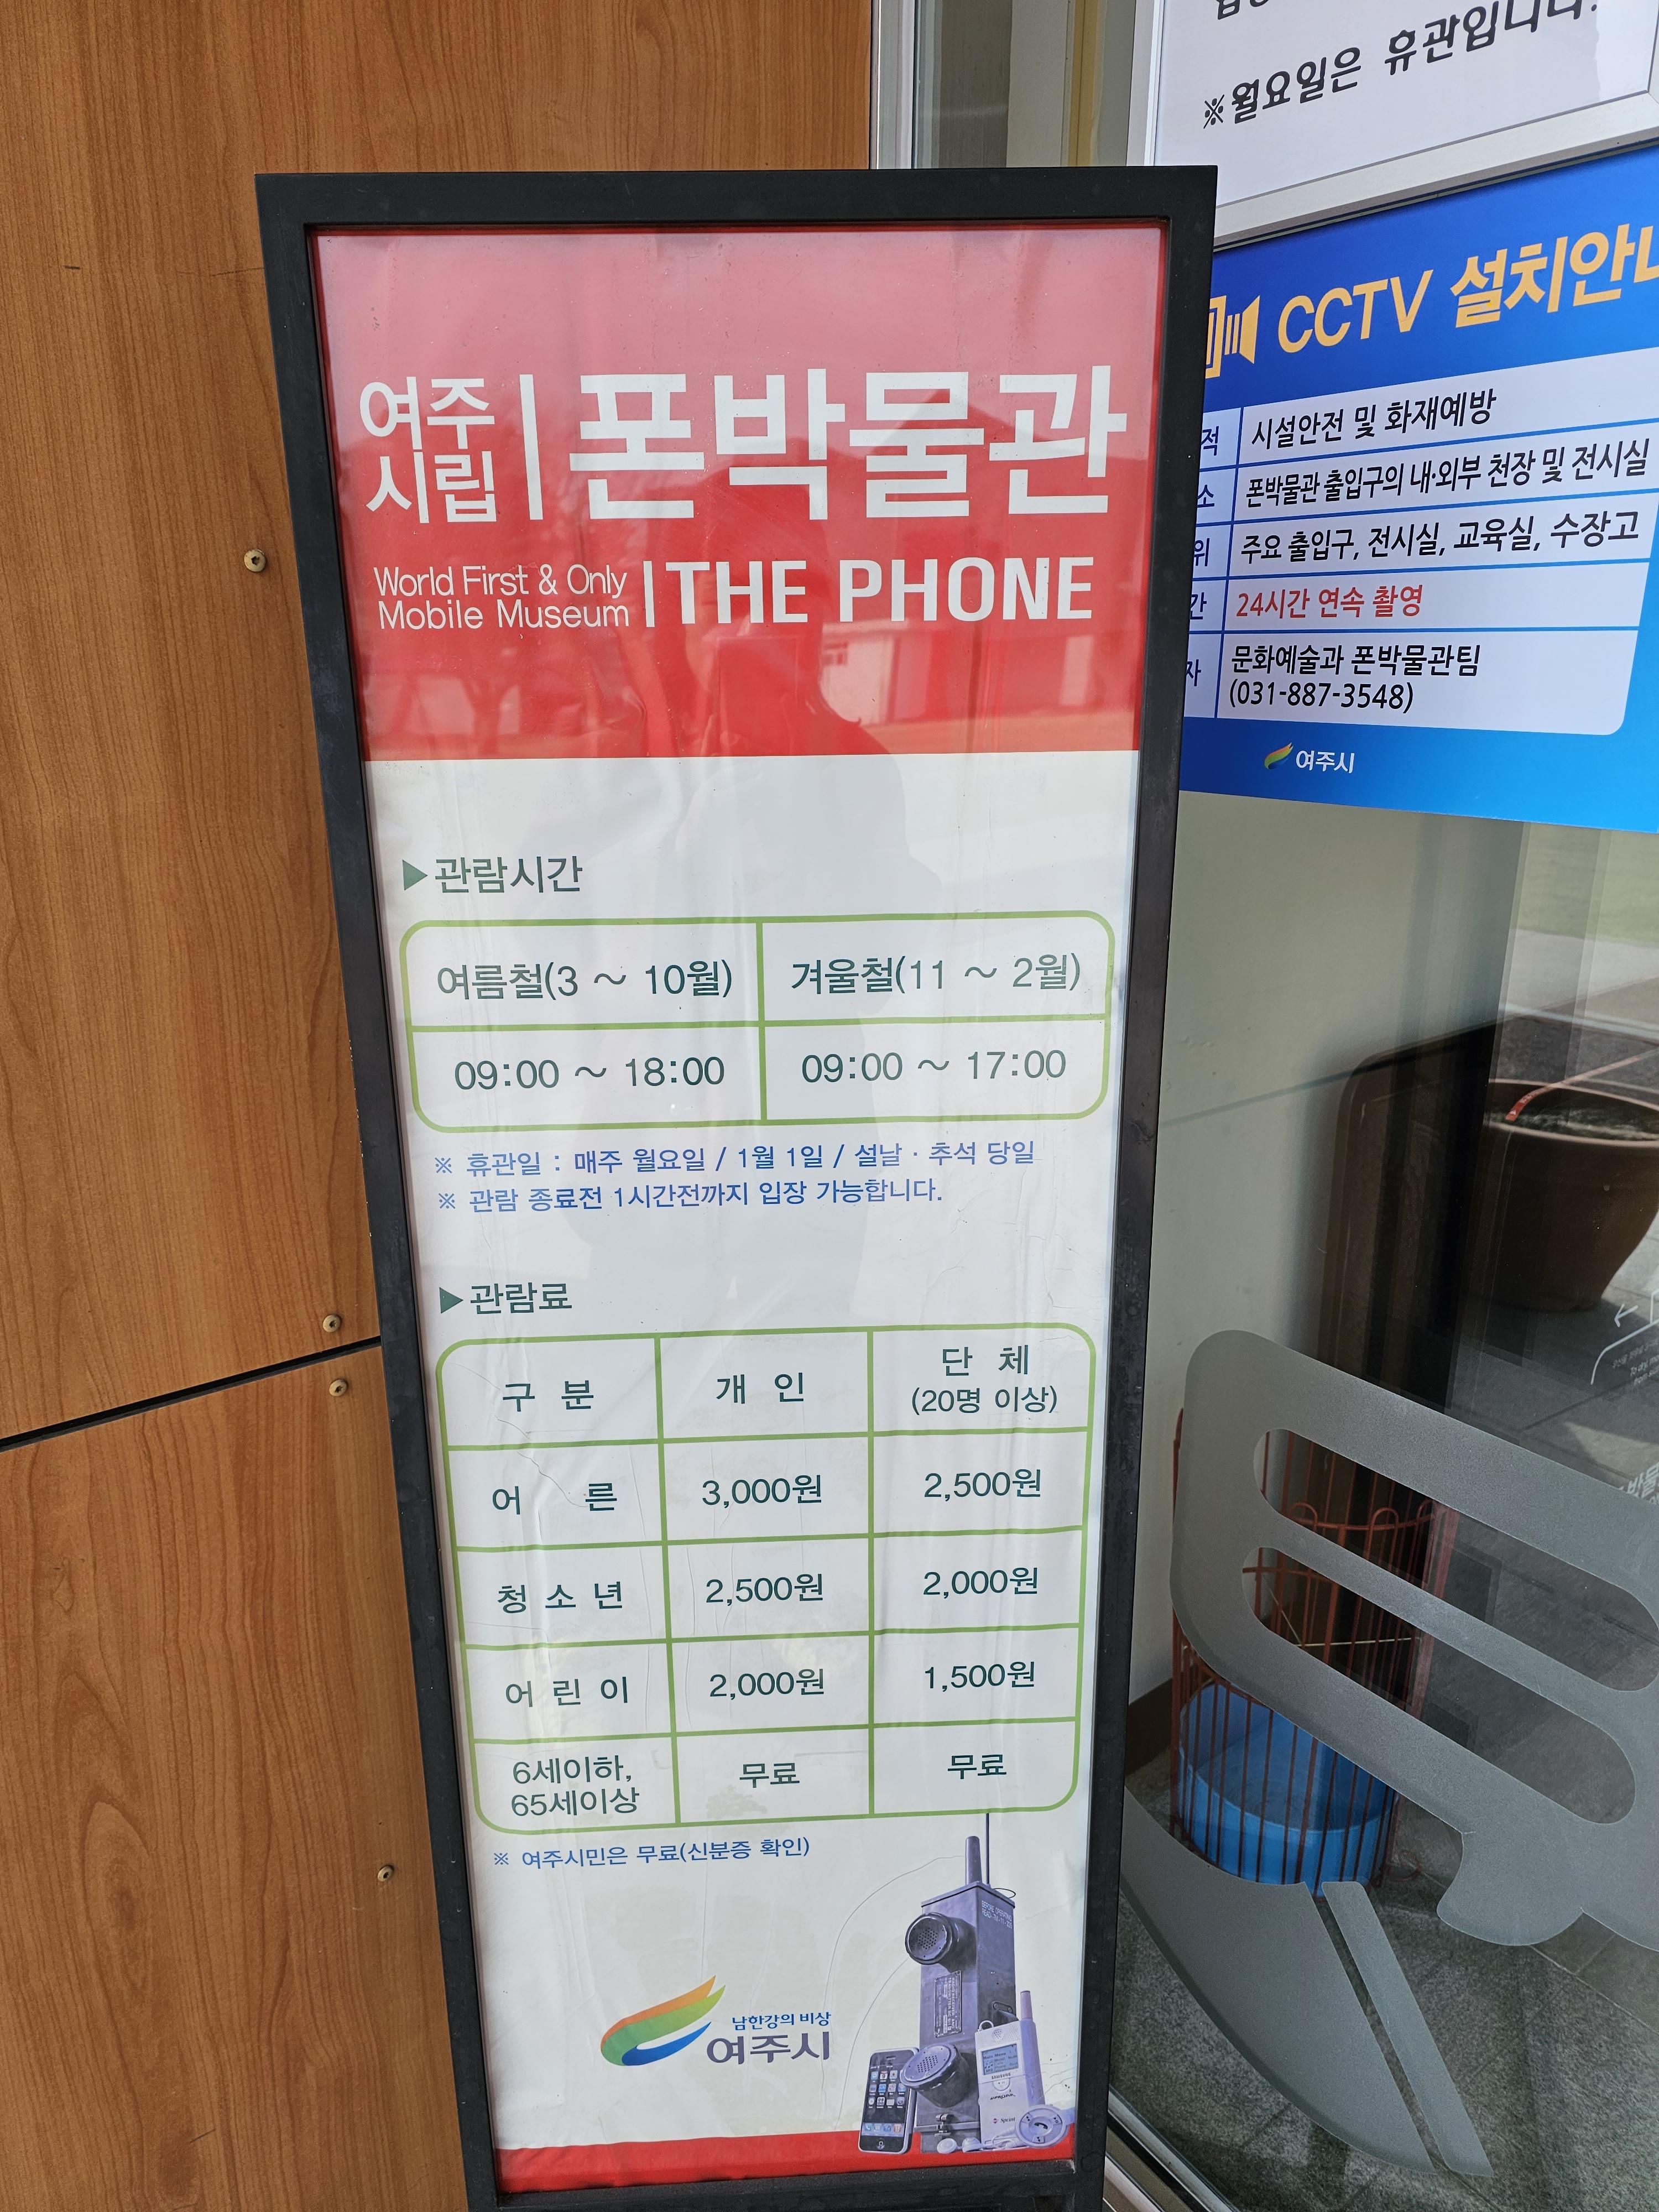 여주
시립
폰박물관
World First & Only
Mobile Museum
THE PHONE
▶관람시간
여름철(3 ～ 10월) 겨울철(11 ～ 2월)
09:00 ～ 18:00 09:00 ～ 17:00
※ 휴관일 : 매주 월요일 / 1월 1일 / 설날 · 추석 당일
※ 관람 종료전 1시간전까지 입장 가능합니다.
▶관람료
구 분 개 인 단 체
(20명 이상)
어 른 3,000원 2,500원
청 소 년 2,500원 2,000원
어 린 이 2,000원 1,500원
6세이하,
65세이상 무료 무료
※ 여주시민은 무료(신분증 확인)
남한강의 비상
여주시
※월요일은 휴관입니다.
CCTV 설치안
적 시설안전 및 화재예방
소 폰박물관 출입구의 내·외부 천장 및 전시실
위 주요 출입구, 전시실, 교육실, 수장고
간 24시간 연속 촬영
자 문화예술과 폰박물관팀
(031-887-3548)
여주시